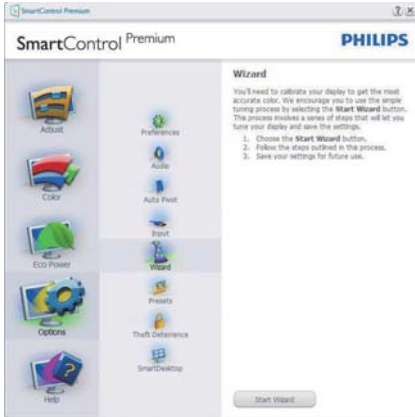 SmartControl Premium
SmartControl Premium
PHILIPS
Adjust
Color
Eco Power
Options
Help
Preferences
Audio
Auto Pivot
Input
Wizard
Presets
Theft Deterrence
SmartDesktop
Wizard
You'll need to calibrate your display to get the most
accurate color. We encourage you to use the simple
tuning process by selecting the Start Wizard button.
The process involves a series of steps that will let you
tune your display and save the settings.
1. Choose the Start Wizard button.
2. Follow the steps outlined in the process.
3. Save your settings for future use.
Start Wizard